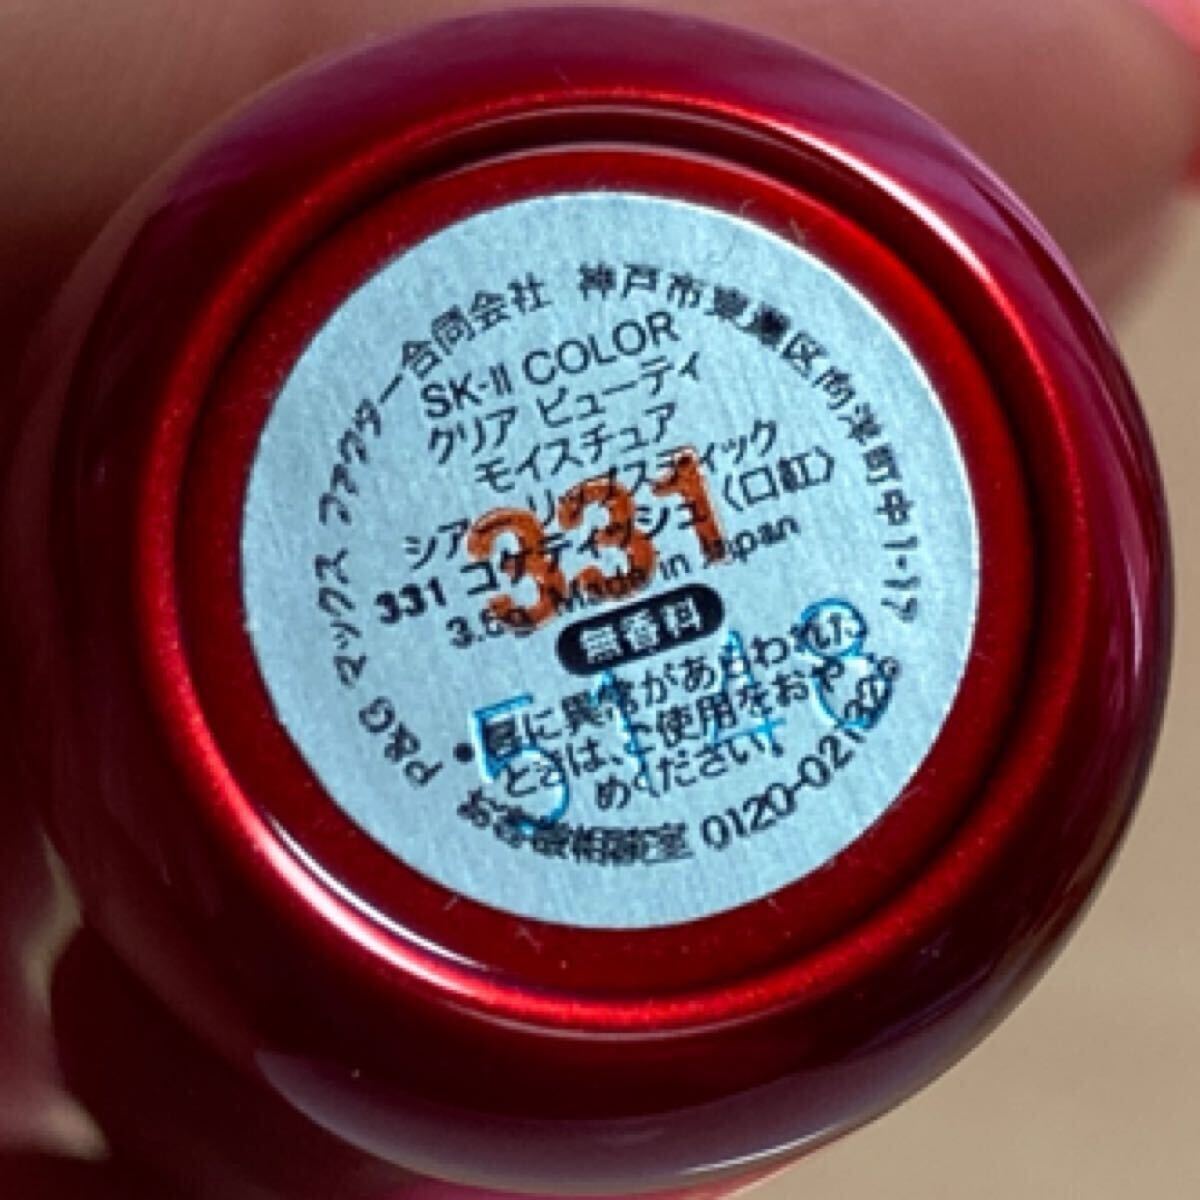 P&G マックス ファクター合同会社 神戸市東灘区向洋町中1-17
SK-II COLOR
クリア ビューティ
モイスチュア
シアー リップスティック
331 コケティッシュ〈口紅〉
Made in Japan
331
無香料
5148
に異常があらわれた
ときは、ご使用をおや
めください。
お客様相談室 0120-021326